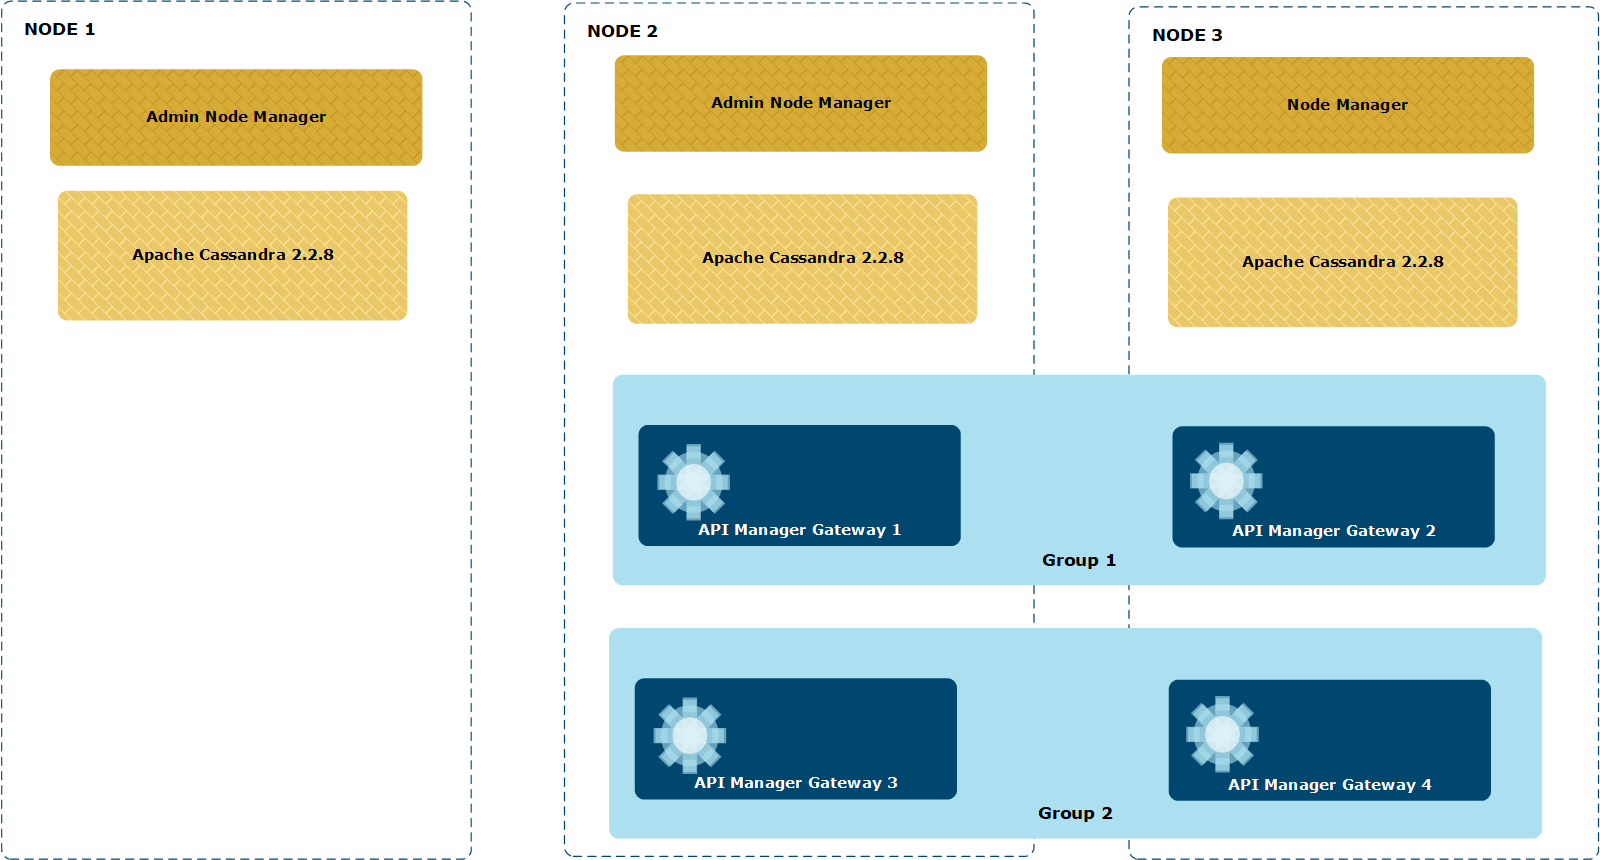 NODE 1
Admin Node Manager
Apache Cassandra 2.2.8
NODE 2
Admin Node Manager
Apache Cassandra 2.2.8
NODE 3
Node Manager
Apache Cassandra 2.2.8
API Manager Gateway 1
API Manager Gateway 2
Group 1
API Manager Gateway 3
API Manager Gateway 4
Group 2